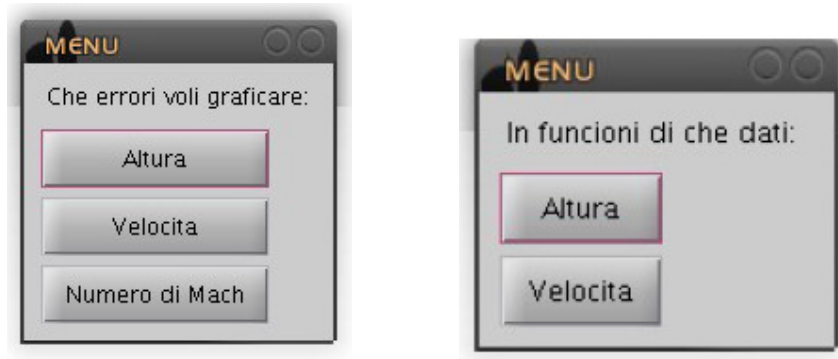 MENU
Che errori voli graficare:
Altura
Velocita
Numero di Mach
MENU
In funcioni di che dati:
Altura
Velocita